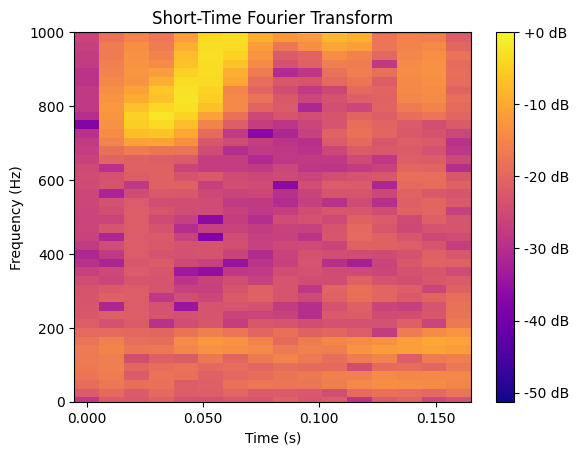 Short-Time Fourier Transform
Frequency (Hz)
1000
800
600
400
200
0
0.000
0.050
0.100
0.150
Time (s)
+0 dB
-10 dB
-20 dB
-30 dB
-40 dB
-50 dB